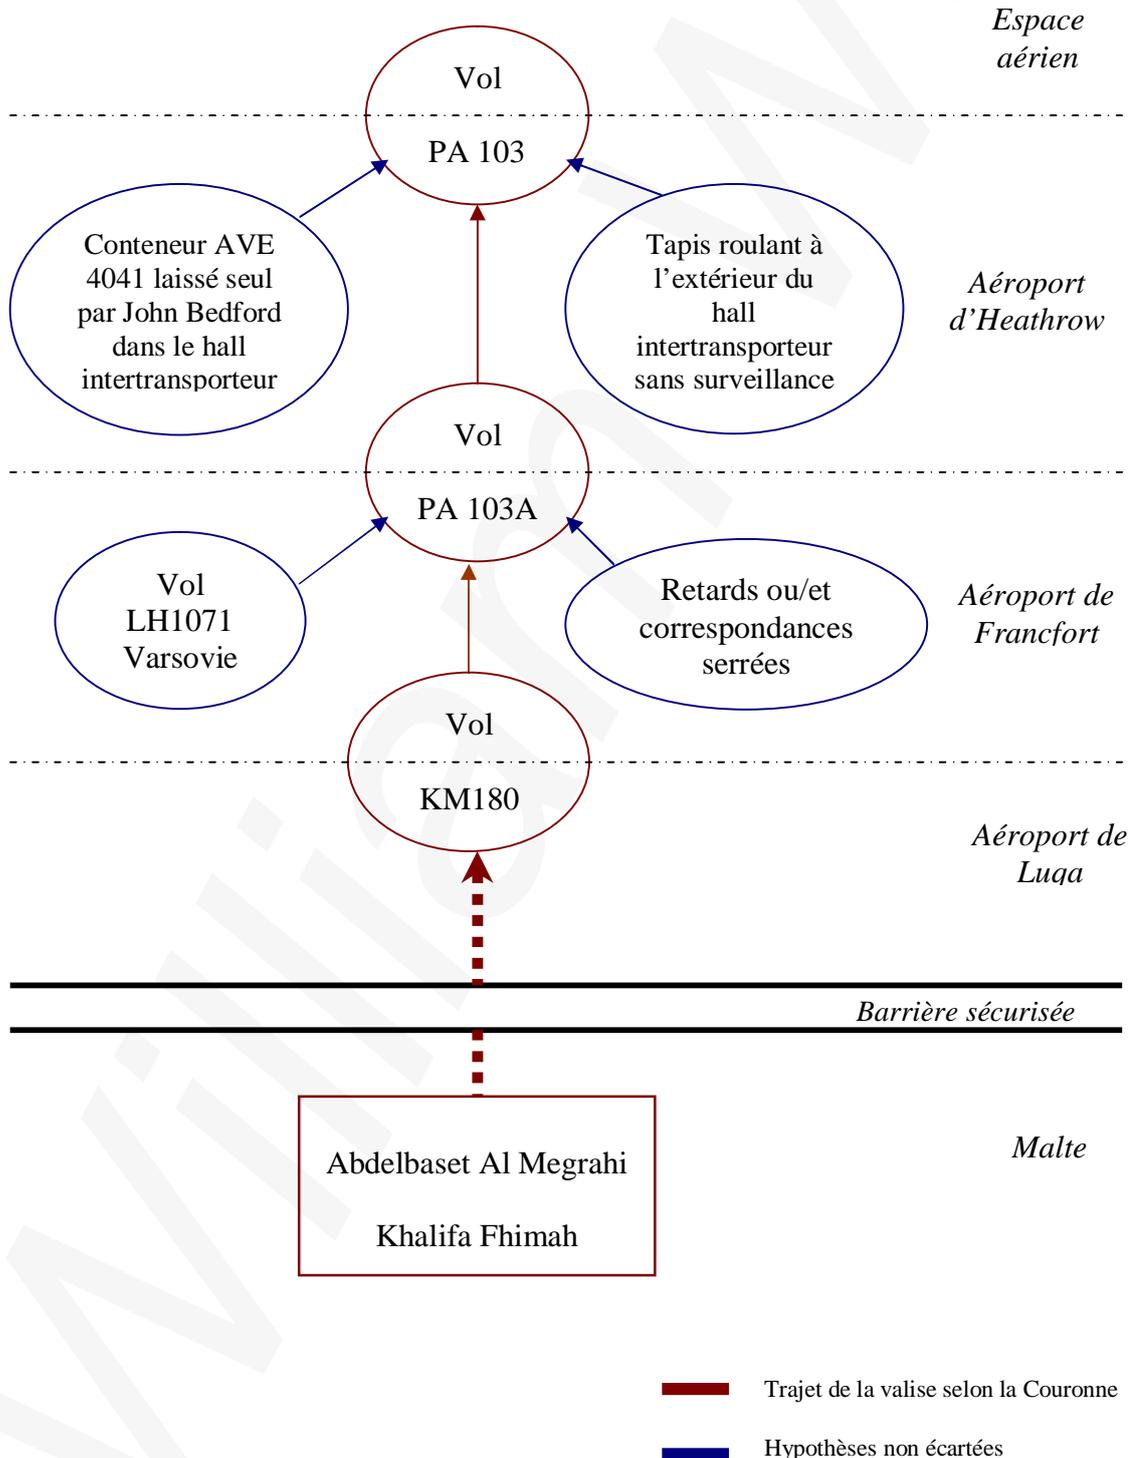 Espace
aérien
Vol
PA 103
Conteneur AVE
4041 laissé seul
par John Bedford
dans le hall
intertransporteur
Tapis roulant à
l’extérieur du
hall
intertransporteur
sans surveillance
Aéroport
d’Heathrow
Vol
PA 103A
Vol
LH1071
Varsovie
Retards ou/et
correspondances
serrées
Aéroport de
Francfort
Vol
KM180
Aéroport de
Luqa
Barrière sécurisée
Abdelbaset Al Megrahi
Khalifa Fhimah
Malte
Trajet de la valise selon la Couronne
Hypothèses non écartées
william w